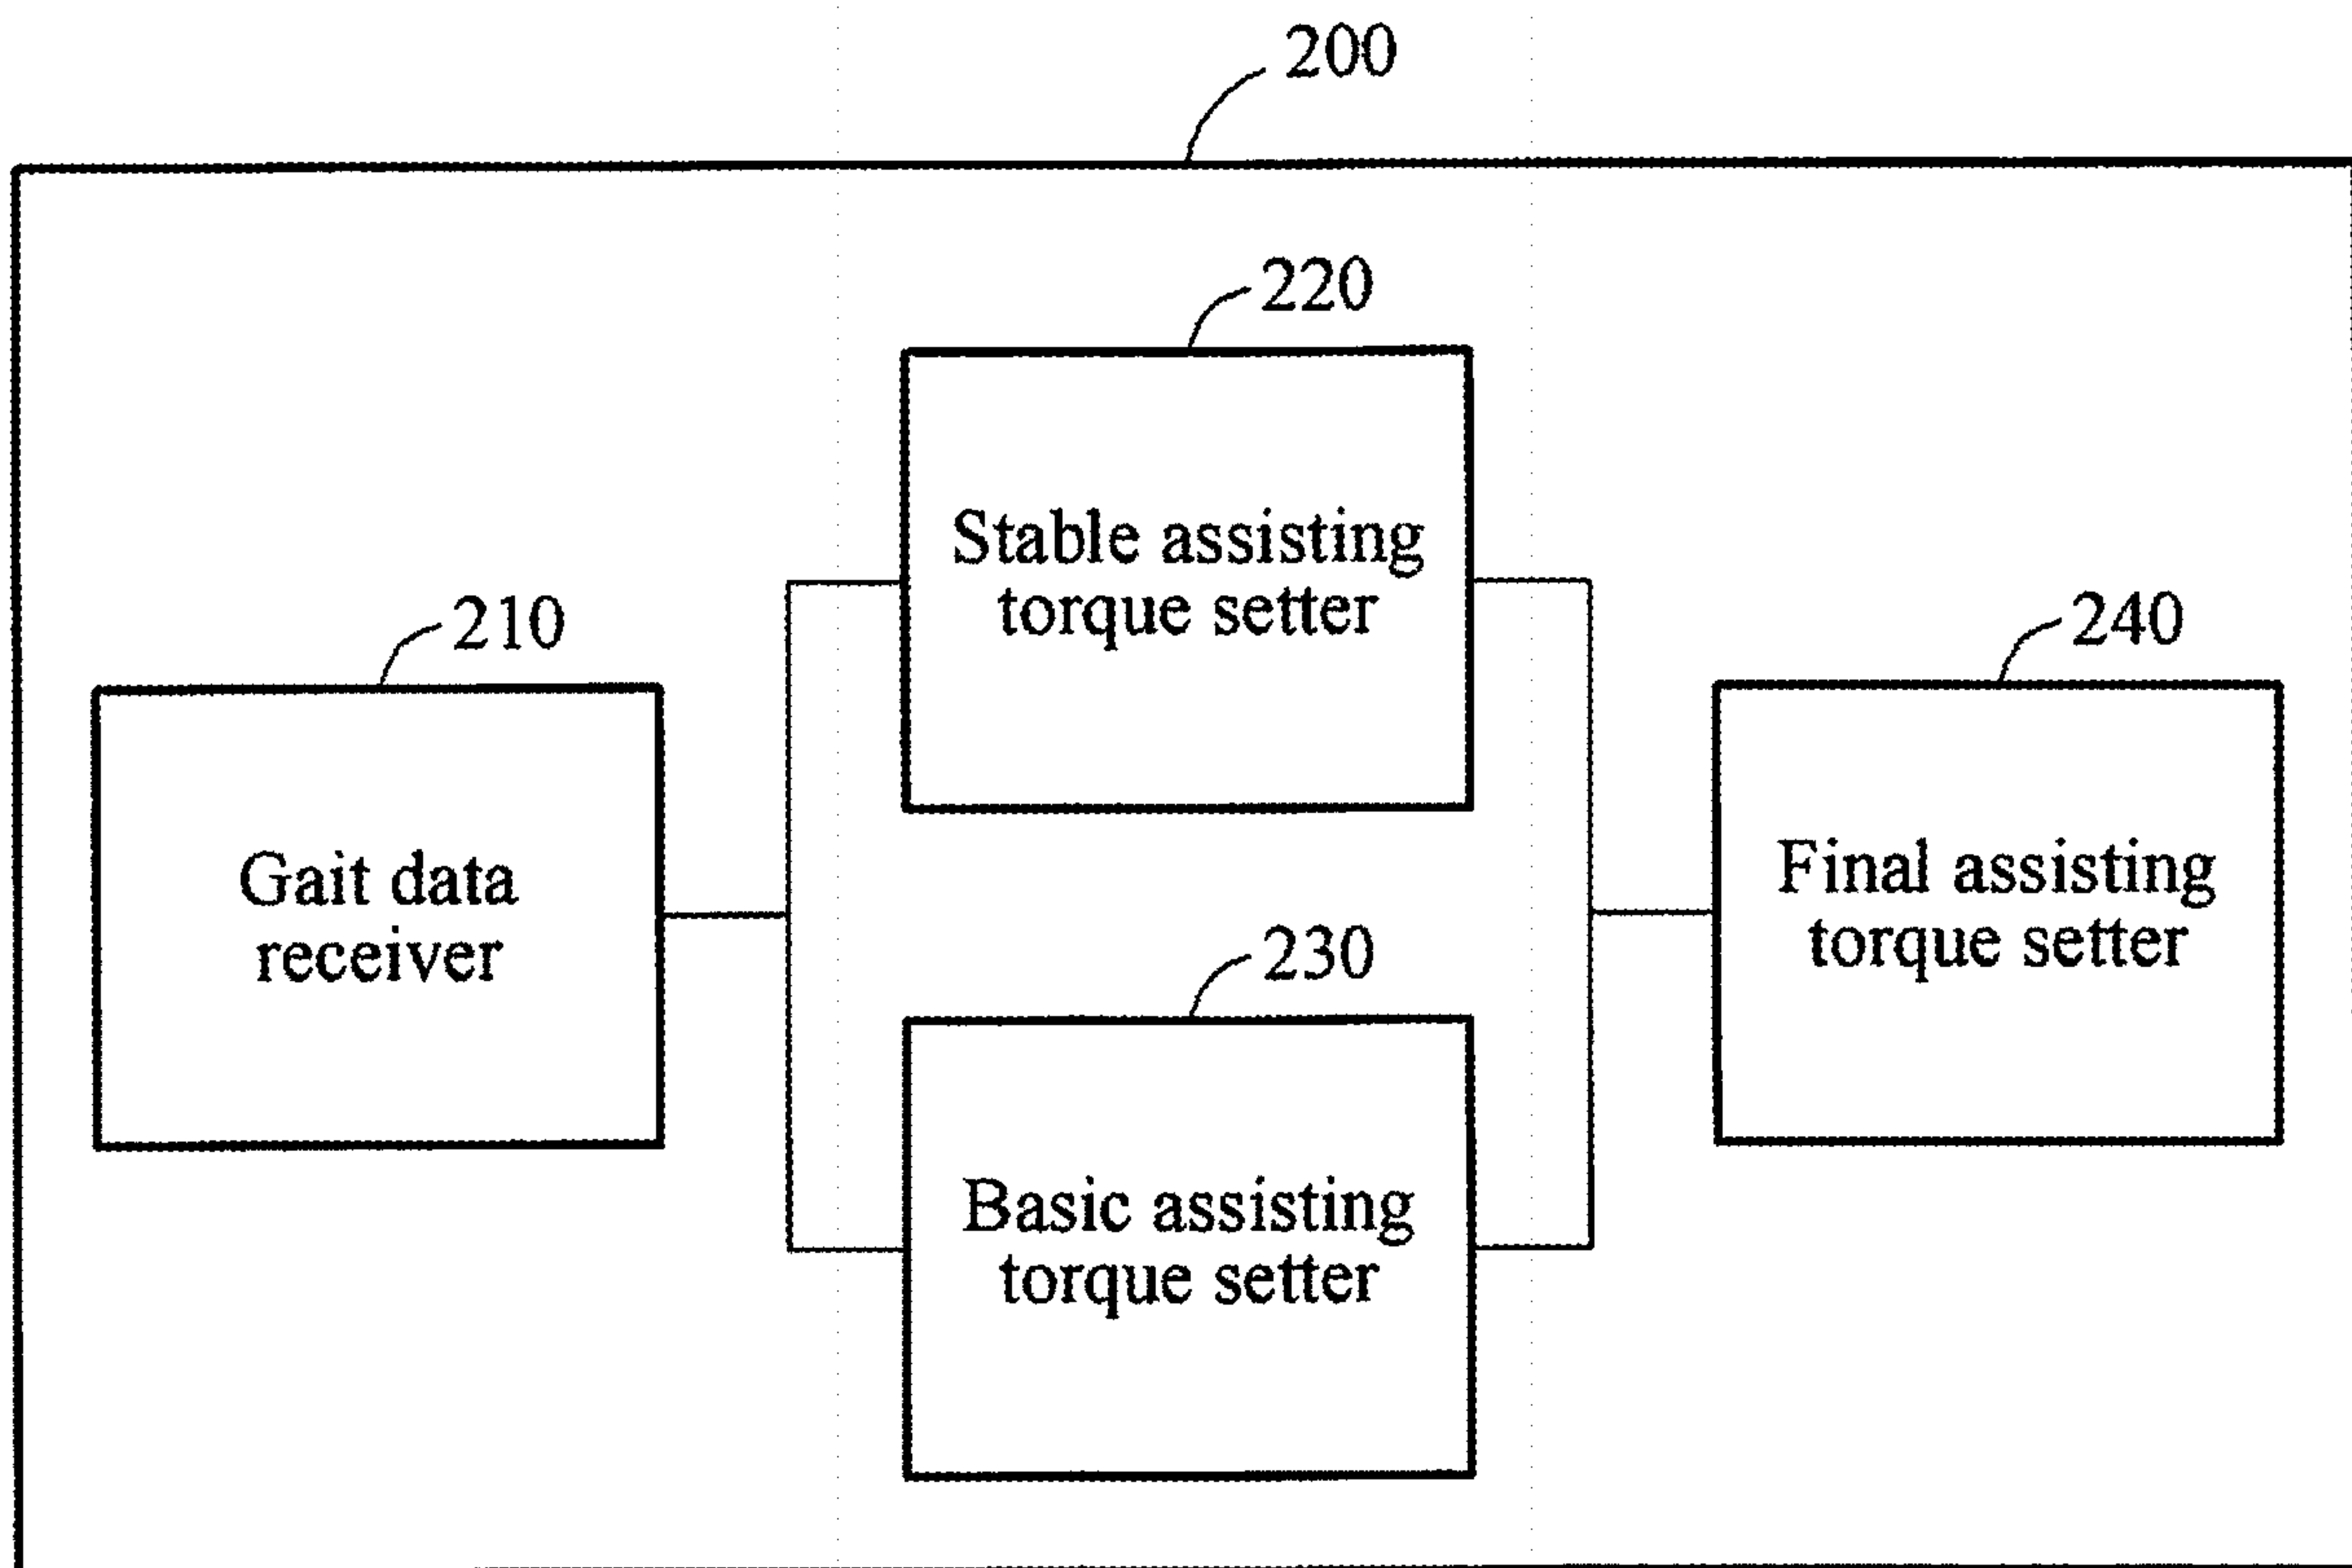 200
220
Stable assisting
torque setter
210
Gait data
receiver
240
Final assisting
torque setter
230
Basic assisting
torque setter